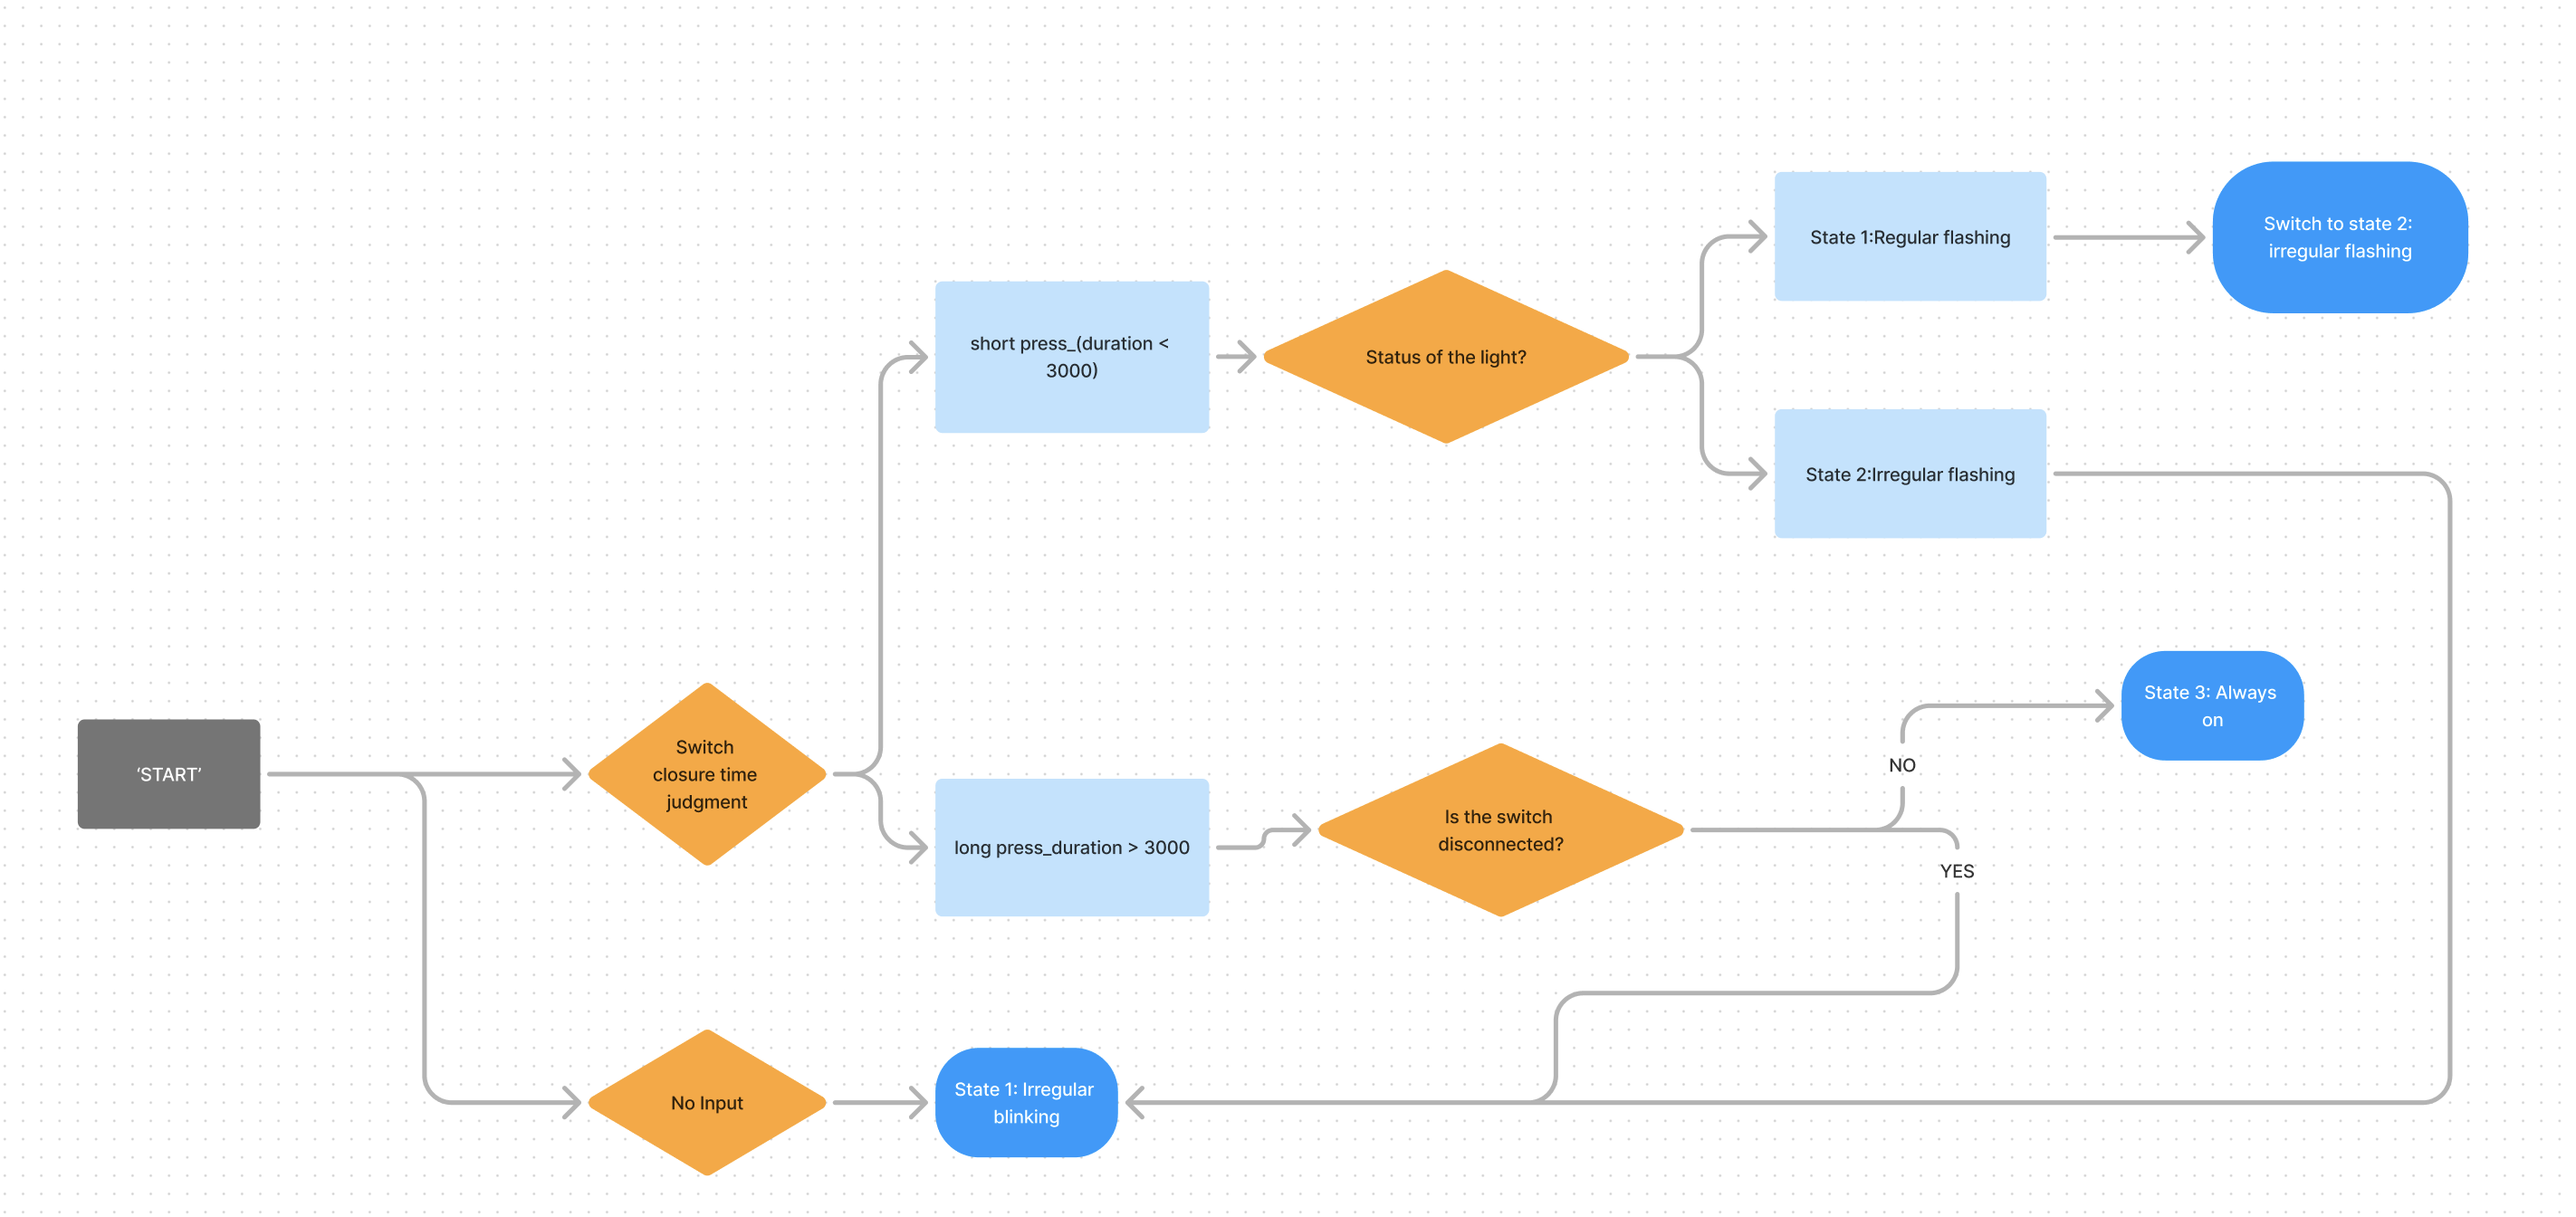 Switch to state 2:
irregular flashing
State 1:Regular flashing
short press_(duration <
3000)
Status of the light?
State 2:Irregular flashing
State 3: Always
on
‘START’
Switch
closure time
judgment
NO
long press_duration > 3000
Is the switch
disconnected?
YES
No Input
State 1: Irregular
blinking